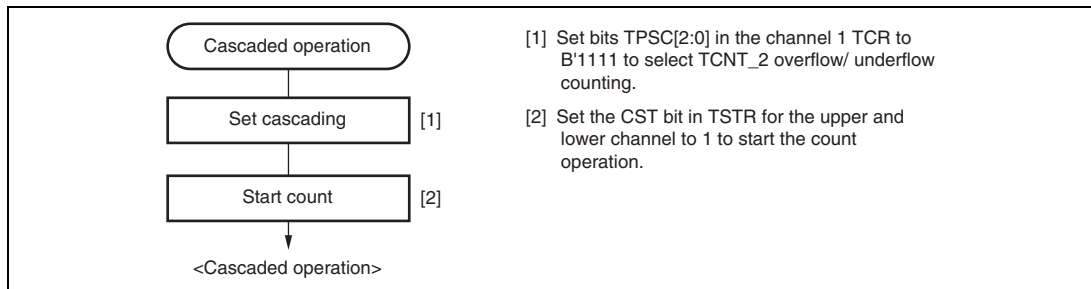 Cascaded operation
Set cascading
[1]
Start count
[2]
<Cascaded operation>
[1] Set bits TPSC[2:0] in the channel 1 TCR to
B'1111 to select TCNT_2 overflow/ underflow
counting.
[2] Set the CST bit in TSTR for the upper and
lower channel to 1 to start the count
operation.